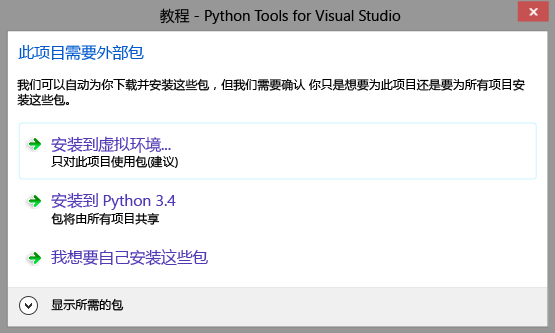 教程 - Python Tools for Visual Studio
此项目需要外部包
我们可以自动为你下载并安装这些包，但我们需要确认 你只是想要为此项目还是要为所有项目安
装这些包。
安装到虚拟环境...
只对此项目使用包(建议)
安装到 Python 3.4
包将由所有项目共享
我想要自己安装这些包
显示所需的包